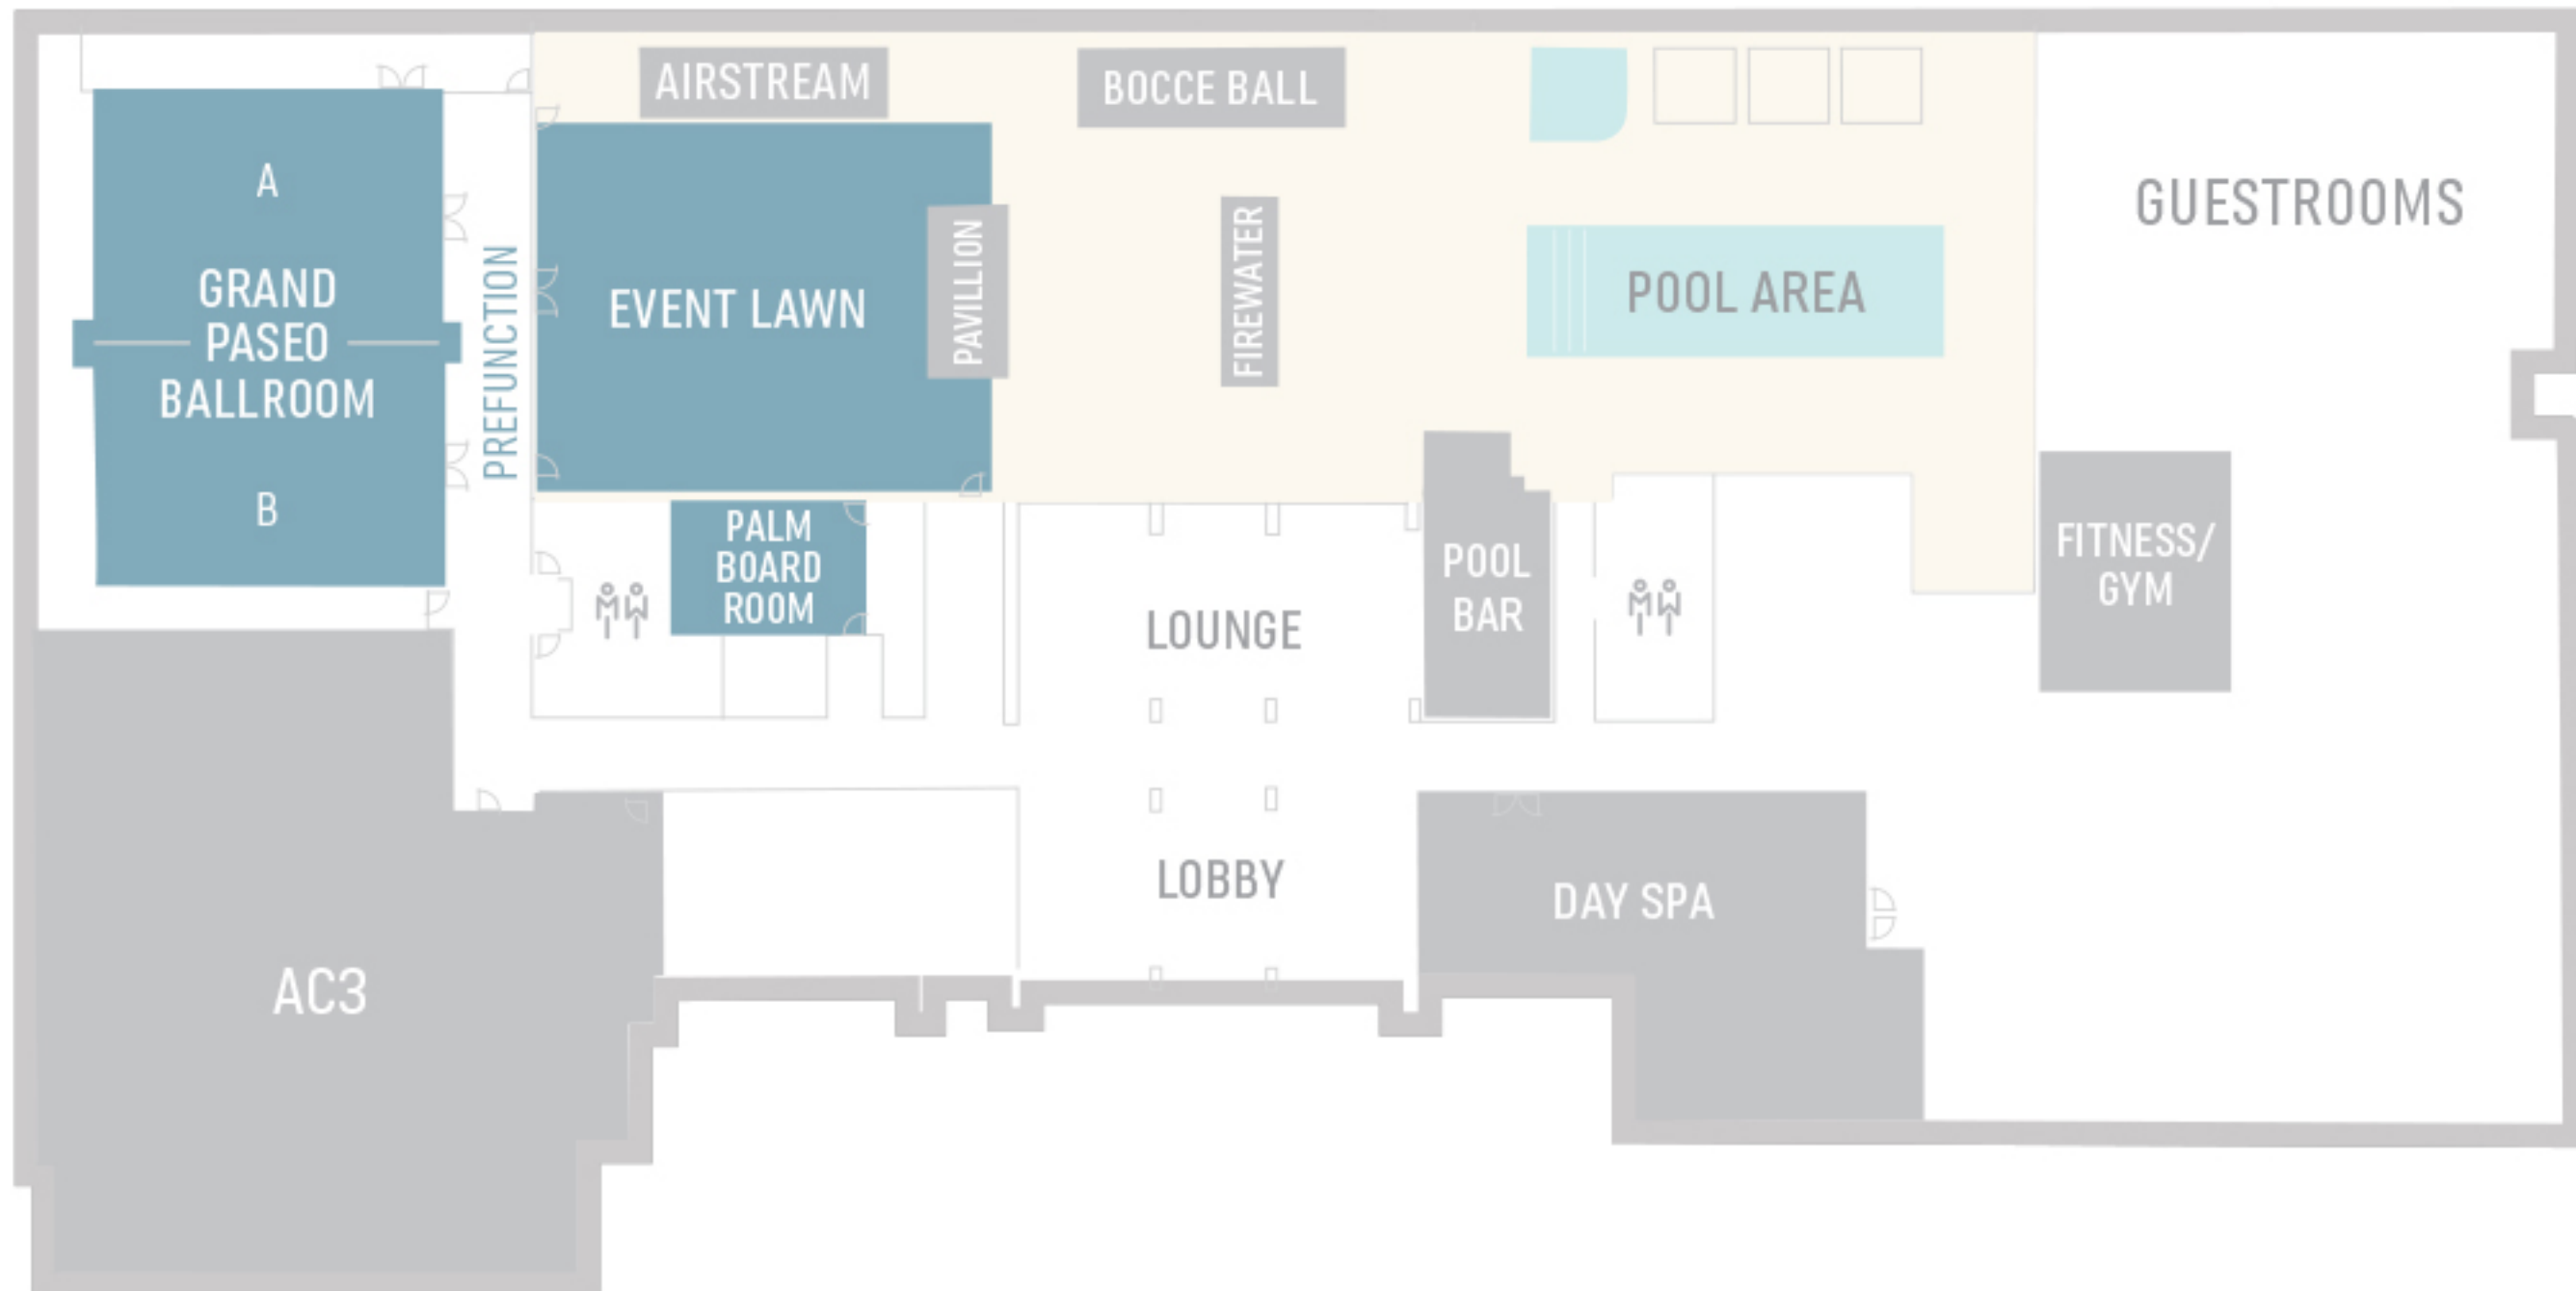 AIRSTREAM
BOCCE BALL
A
GRAND
PASEO
BALLROOM
B
PREFUNCTION
EVENT LAWN
PAVILLION
FIREWATER
POOL AREA
GUESTROOMS
PALM
BOARD
ROOM
M W
LOUNGE
POOL
BAR
M W
FITNESS/
GYM
LOBBY
DAY SPA
AC3